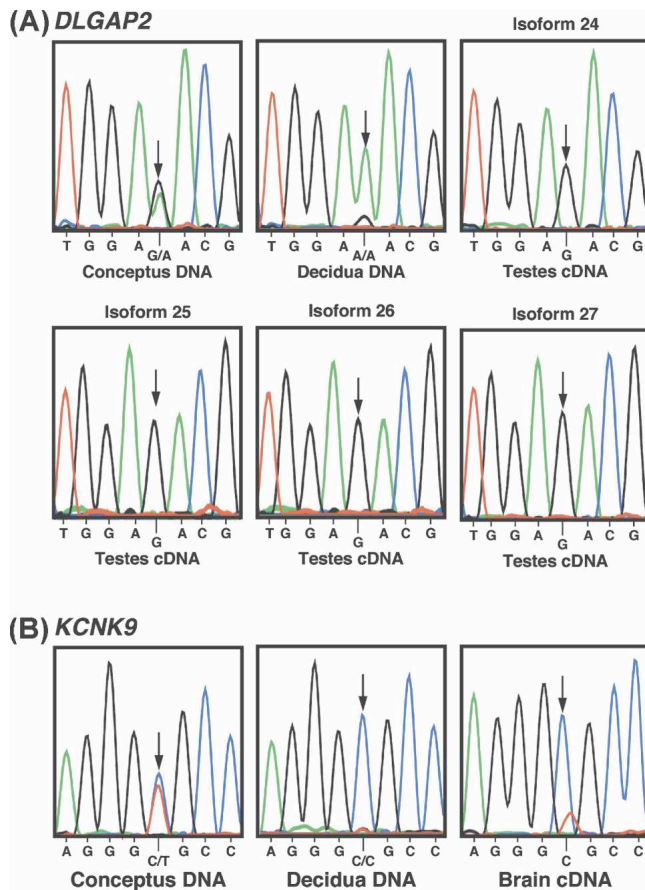 (A) DLGAP2
Isoform 24
T G G A G/A A C G
Conceptus DNA
T G G A A/A A C G
Decidua DNA
T G G A G A C G
Testes cDNA
Isoform 25
Isoform 26
Isoform 27
T G G A G A C G
Testes cDNA
T G G A G A C G
Testes cDNA
T G G A G A C G
Testes cDNA
(B) KCNK9
A G G G C/T G C C
Conceptus DNA
A G G G C/C G C C
Decidua DNA
A G G G C G C C
Brain cDNA